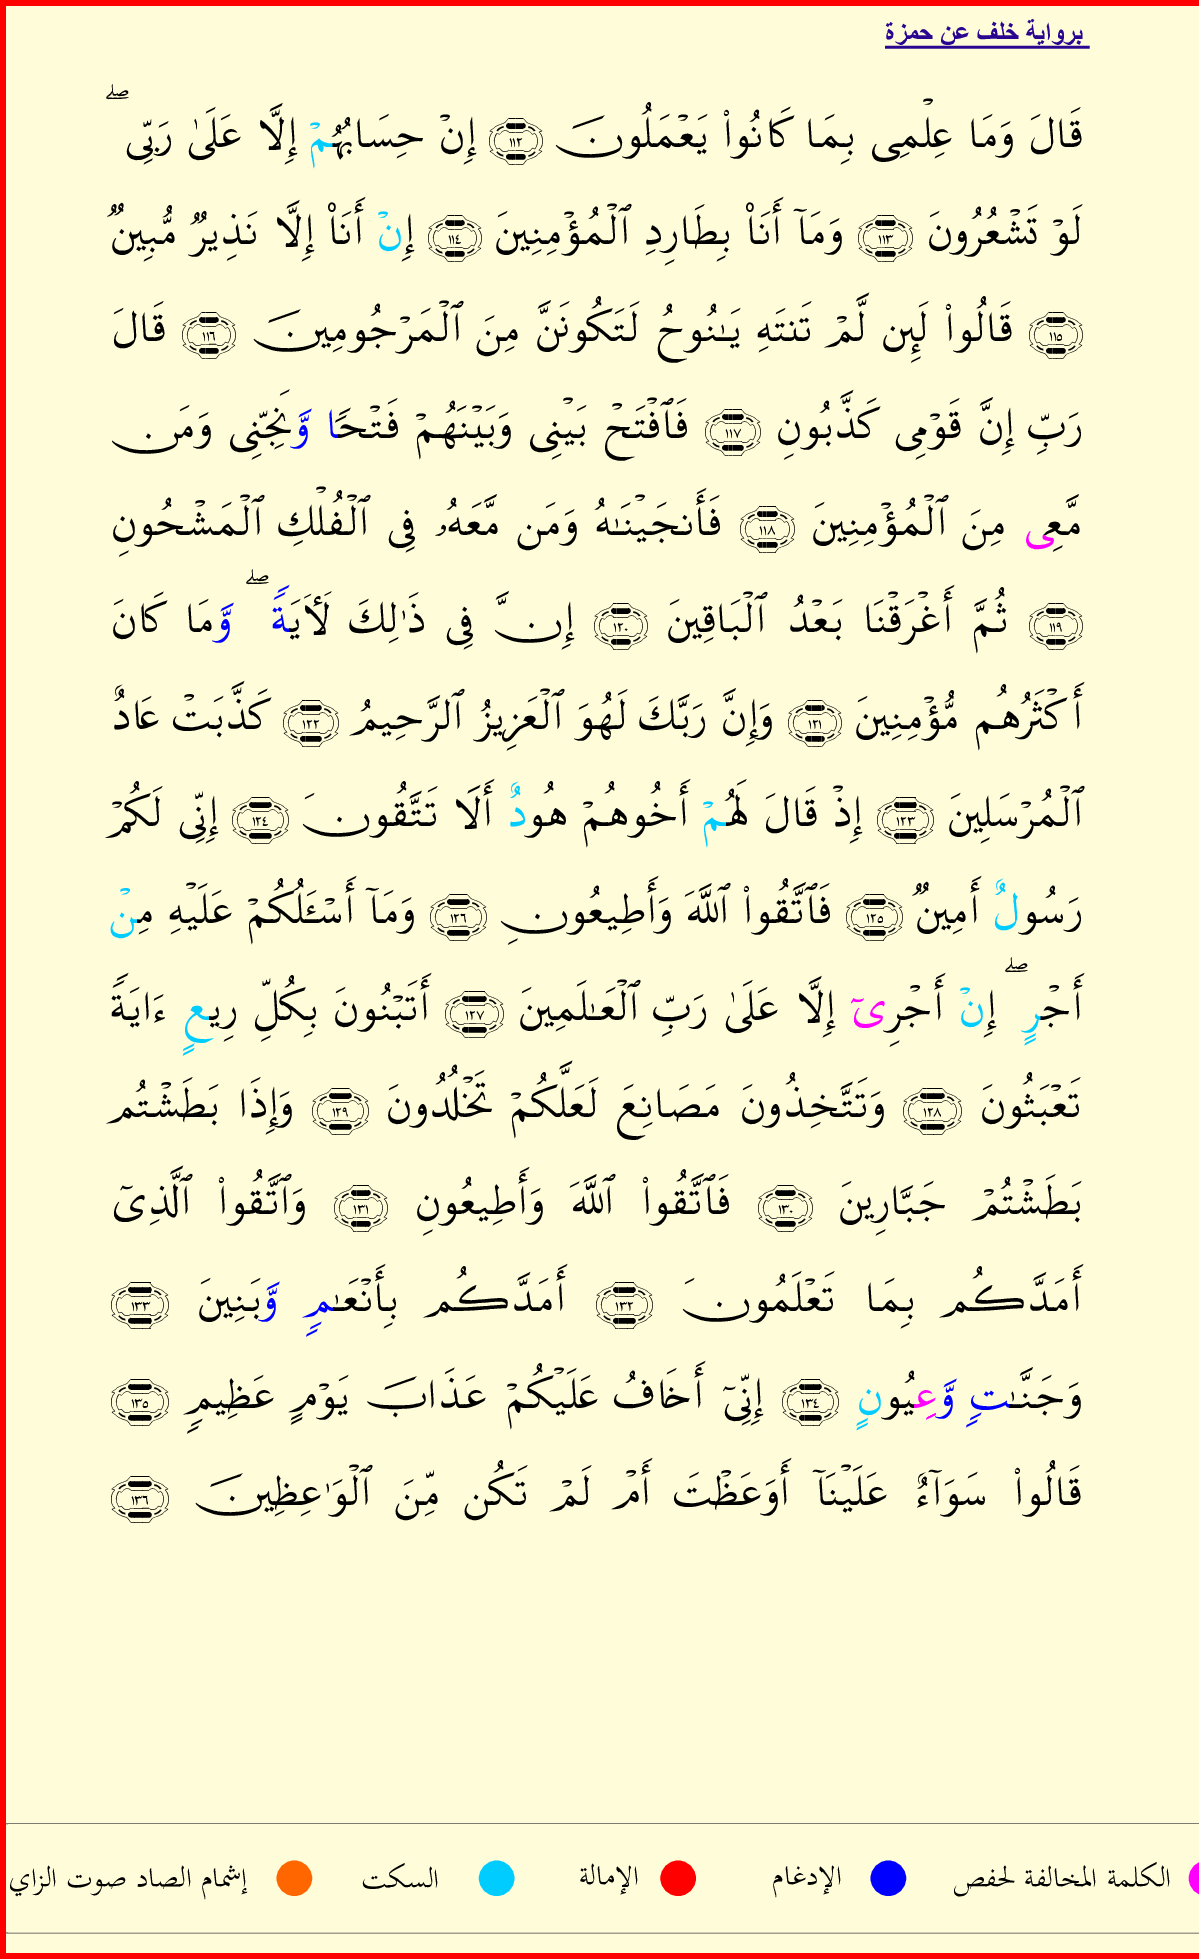 برواية خلف عن حمزة
قَالَ وَمَا عِلْمِى بِمَا كَانُوا۟ يَعْمَلُونَ ١١٢ إِنْ حِسَابُهُمْ إِلَّا عَلَىٰ رَبِّى ۖ
لَوْ تَشْعُرُونَ ١١٣ وَمَآ أَنَا۠ بِطَارِدِ ٱلْمُؤْمِنِينَ ١١٤ إِنْ أَنَا۠ إِلَّا نَذِيرٌ مُّبِينٌ
١١٥ قَالُوا۟ لَئِن لَّمْ تَنتَهِ يَـٰنُوحُ لَتَكُونَنَّ مِنَ ٱلْمَرْجُومِينَ ١١٦ قَالَ
رَبِّ إِنَّ قَوْمِى كَذَّبُونِ ١١٧ فَٱفْتَحْ بَيْنِى وَبَيْنَهُمْ فَتْحًا وَّنَجِّنِى وَمَن
مَّعِى مِنَ ٱلْمُؤْمِنِينَ ١١٨ فَأَنجَيْنَـٰهُ وَمَن مَّعَهُۥ فِى ٱلْفُلْكِ ٱلْمَشْحُونِ
١١٩ ثُمَّ أَغْرَقْنَا بَعْدُ ٱلْبَاقِينَ ١٢٠ إِنَّ فِى ذَٰلِكَ لَـَٔايَةً ۖ وَّمَا كَانَ
أَكْثَرُهُم مُّؤْمِنِينَ ١٢١ وَإِنَّ رَبَّكَ لَهُوَ ٱلْعَزِيزُ ٱلرَّحِيمُ ١٢٢ كَذَّبَتْ عَادٌ
ٱلْمُرْسَلِينَ ١٢٣ إِذْ قَالَ لَهُمْ أَخُوهُمْ هُودٌ أَلَا تَتَّقُونَ ١٢٤ إِنِّى لَكُمْ
رَسُولٌ أَمِينٌ ١٢٥ فَٱتَّقُوا۟ ٱللَّهَ وَأَطِيعُونِ ١٢٦ وَمَآ أَسْـَٔلُكُمْ عَلَيْهِ مِنْ
أَجْرٍ ۖ إِنْ أَجْرِىٓ إِلَّا عَلَىٰ رَبِّ ٱلْعَـٰلَمِينَ ١٢٧ أَتَبْنُونَ بِكُلِّ رِيعٍ ءَايَةً
تَعْبَثُونَ ١٢٨ وَتَتَّخِذُونَ مَصَانِعَ لَعَلَّكُمْ تَخْلُدُونَ ١٢٩ وَإِذَا بَطَشْتُم
بَطَشْتُمْ جَبَّارِينَ ١٣٠ فَٱتَّقُوا۟ ٱللَّهَ وَأَطِيعُونِ ١٣١ وَٱتَّقُوا۟ ٱلَّذِىٓ
أَمَدَّكُم بِمَا تَعْلَمُونَ ١٣٢ أَمَدَّكُم بِأَنْعَـٰمٍ وَّبَنِينَ ١٣٣
وَجَنَّـٰتٍ وَّعِيُونٍ ١٣٤ إِنِّىٓ أَخَافُ عَلَيْكُمْ عَذَابَ يَوْمٍ عَظِيمٍ ١٣٥
قَالُوا۟ سَوَآءٌ عَلَيْنَآ أَوَعَظْتَ أَمْ لَمْ تَكُن مِّنَ ٱلْوَٰعِظِينَ ١٣٦
الكلمة المخالفة لحفص الإدغام الإمالة السكت إشمام الصاد صوت الزاي